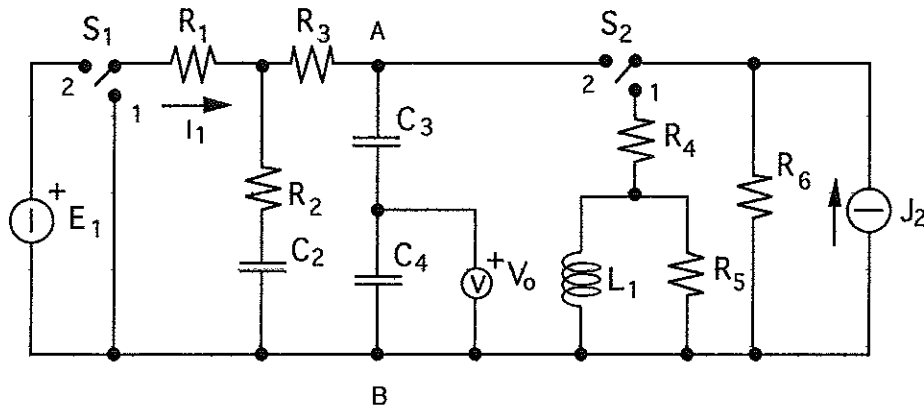 S1 R1 R3 A S2
2 1 2 1
I1 C3 R4
R2 R6
+ E1 C2 C4 + V Vo L1 R5 J2
B